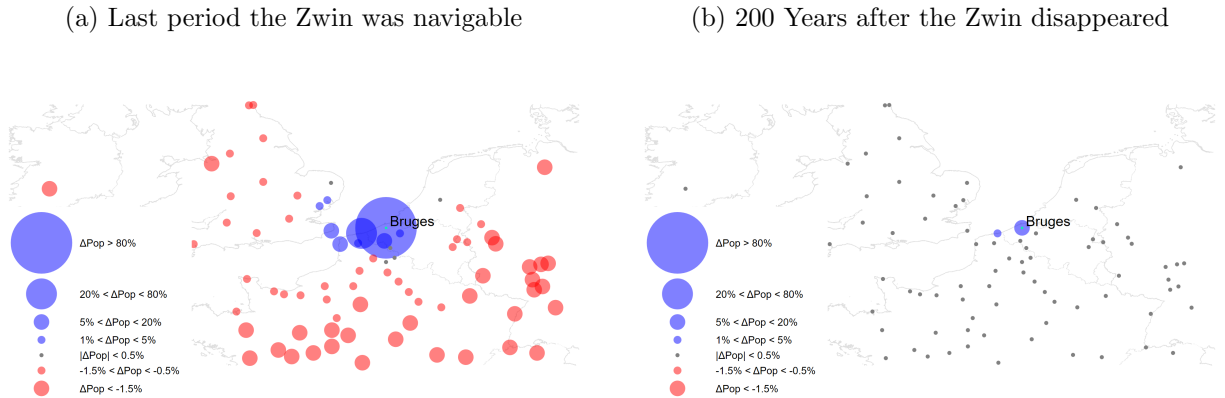 (a) Last period the Zwin was navigable
Bruges
ΔPop > 80%
20% < ΔPop < 80%
5% < ΔPop < 20%
1% < ΔPop < 5%
|ΔPop| < 0.5%
-1.5% < ΔPop < -0.5%
ΔPop < -1.5%
(b) 200 Years after the Zwin disappeared
Bruges
ΔPop > 80%
20% < ΔPop < 80%
5% < ΔPop < 20%
1% < ΔPop < 5%
|ΔPop| < 0.5%
-1.5% < ΔPop < -0.5%
ΔPop < -1.5%